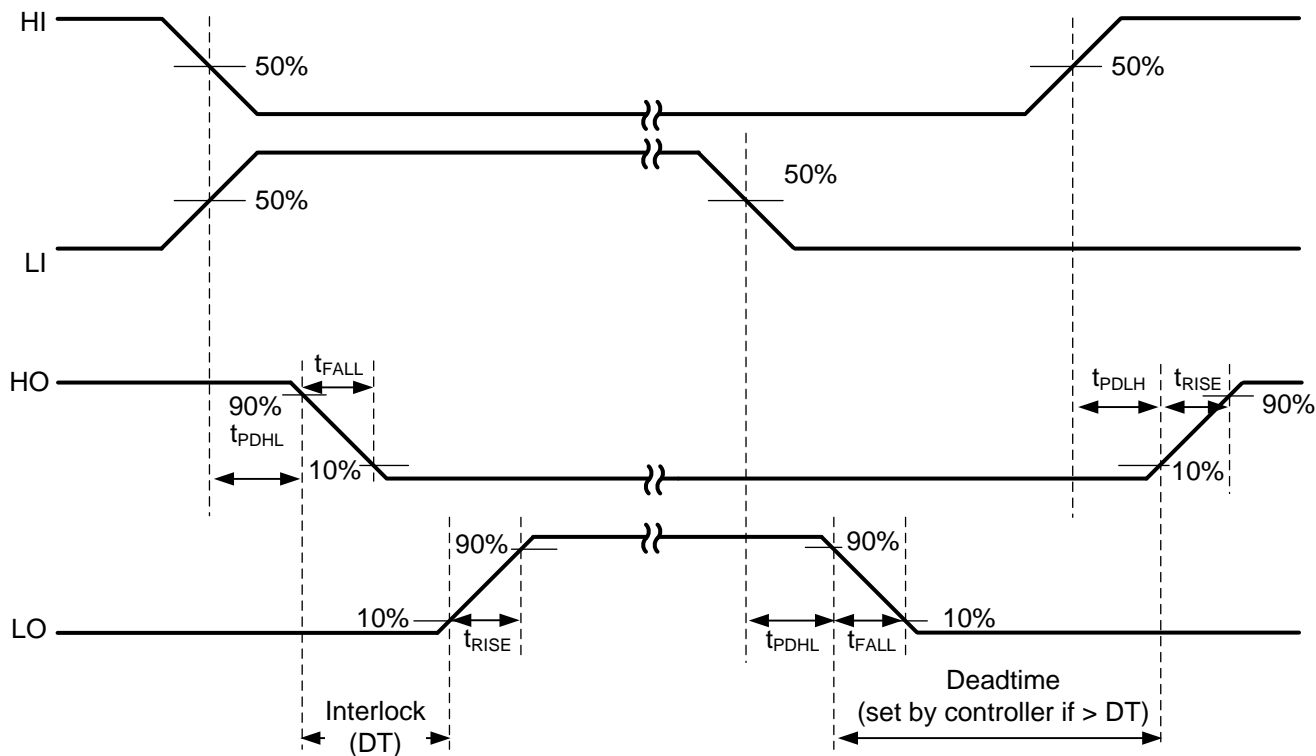 HI
50%
50%
50%
50%
LI
HO
tFALL
90%
tPDHL
10%
tPDLH
tRISE
90%
10%
90%
90%
LO
10%
tRISE
tPDHL
tFALL
10%
Interlock
(DT)
Deadtime
(set by controller if > DT)